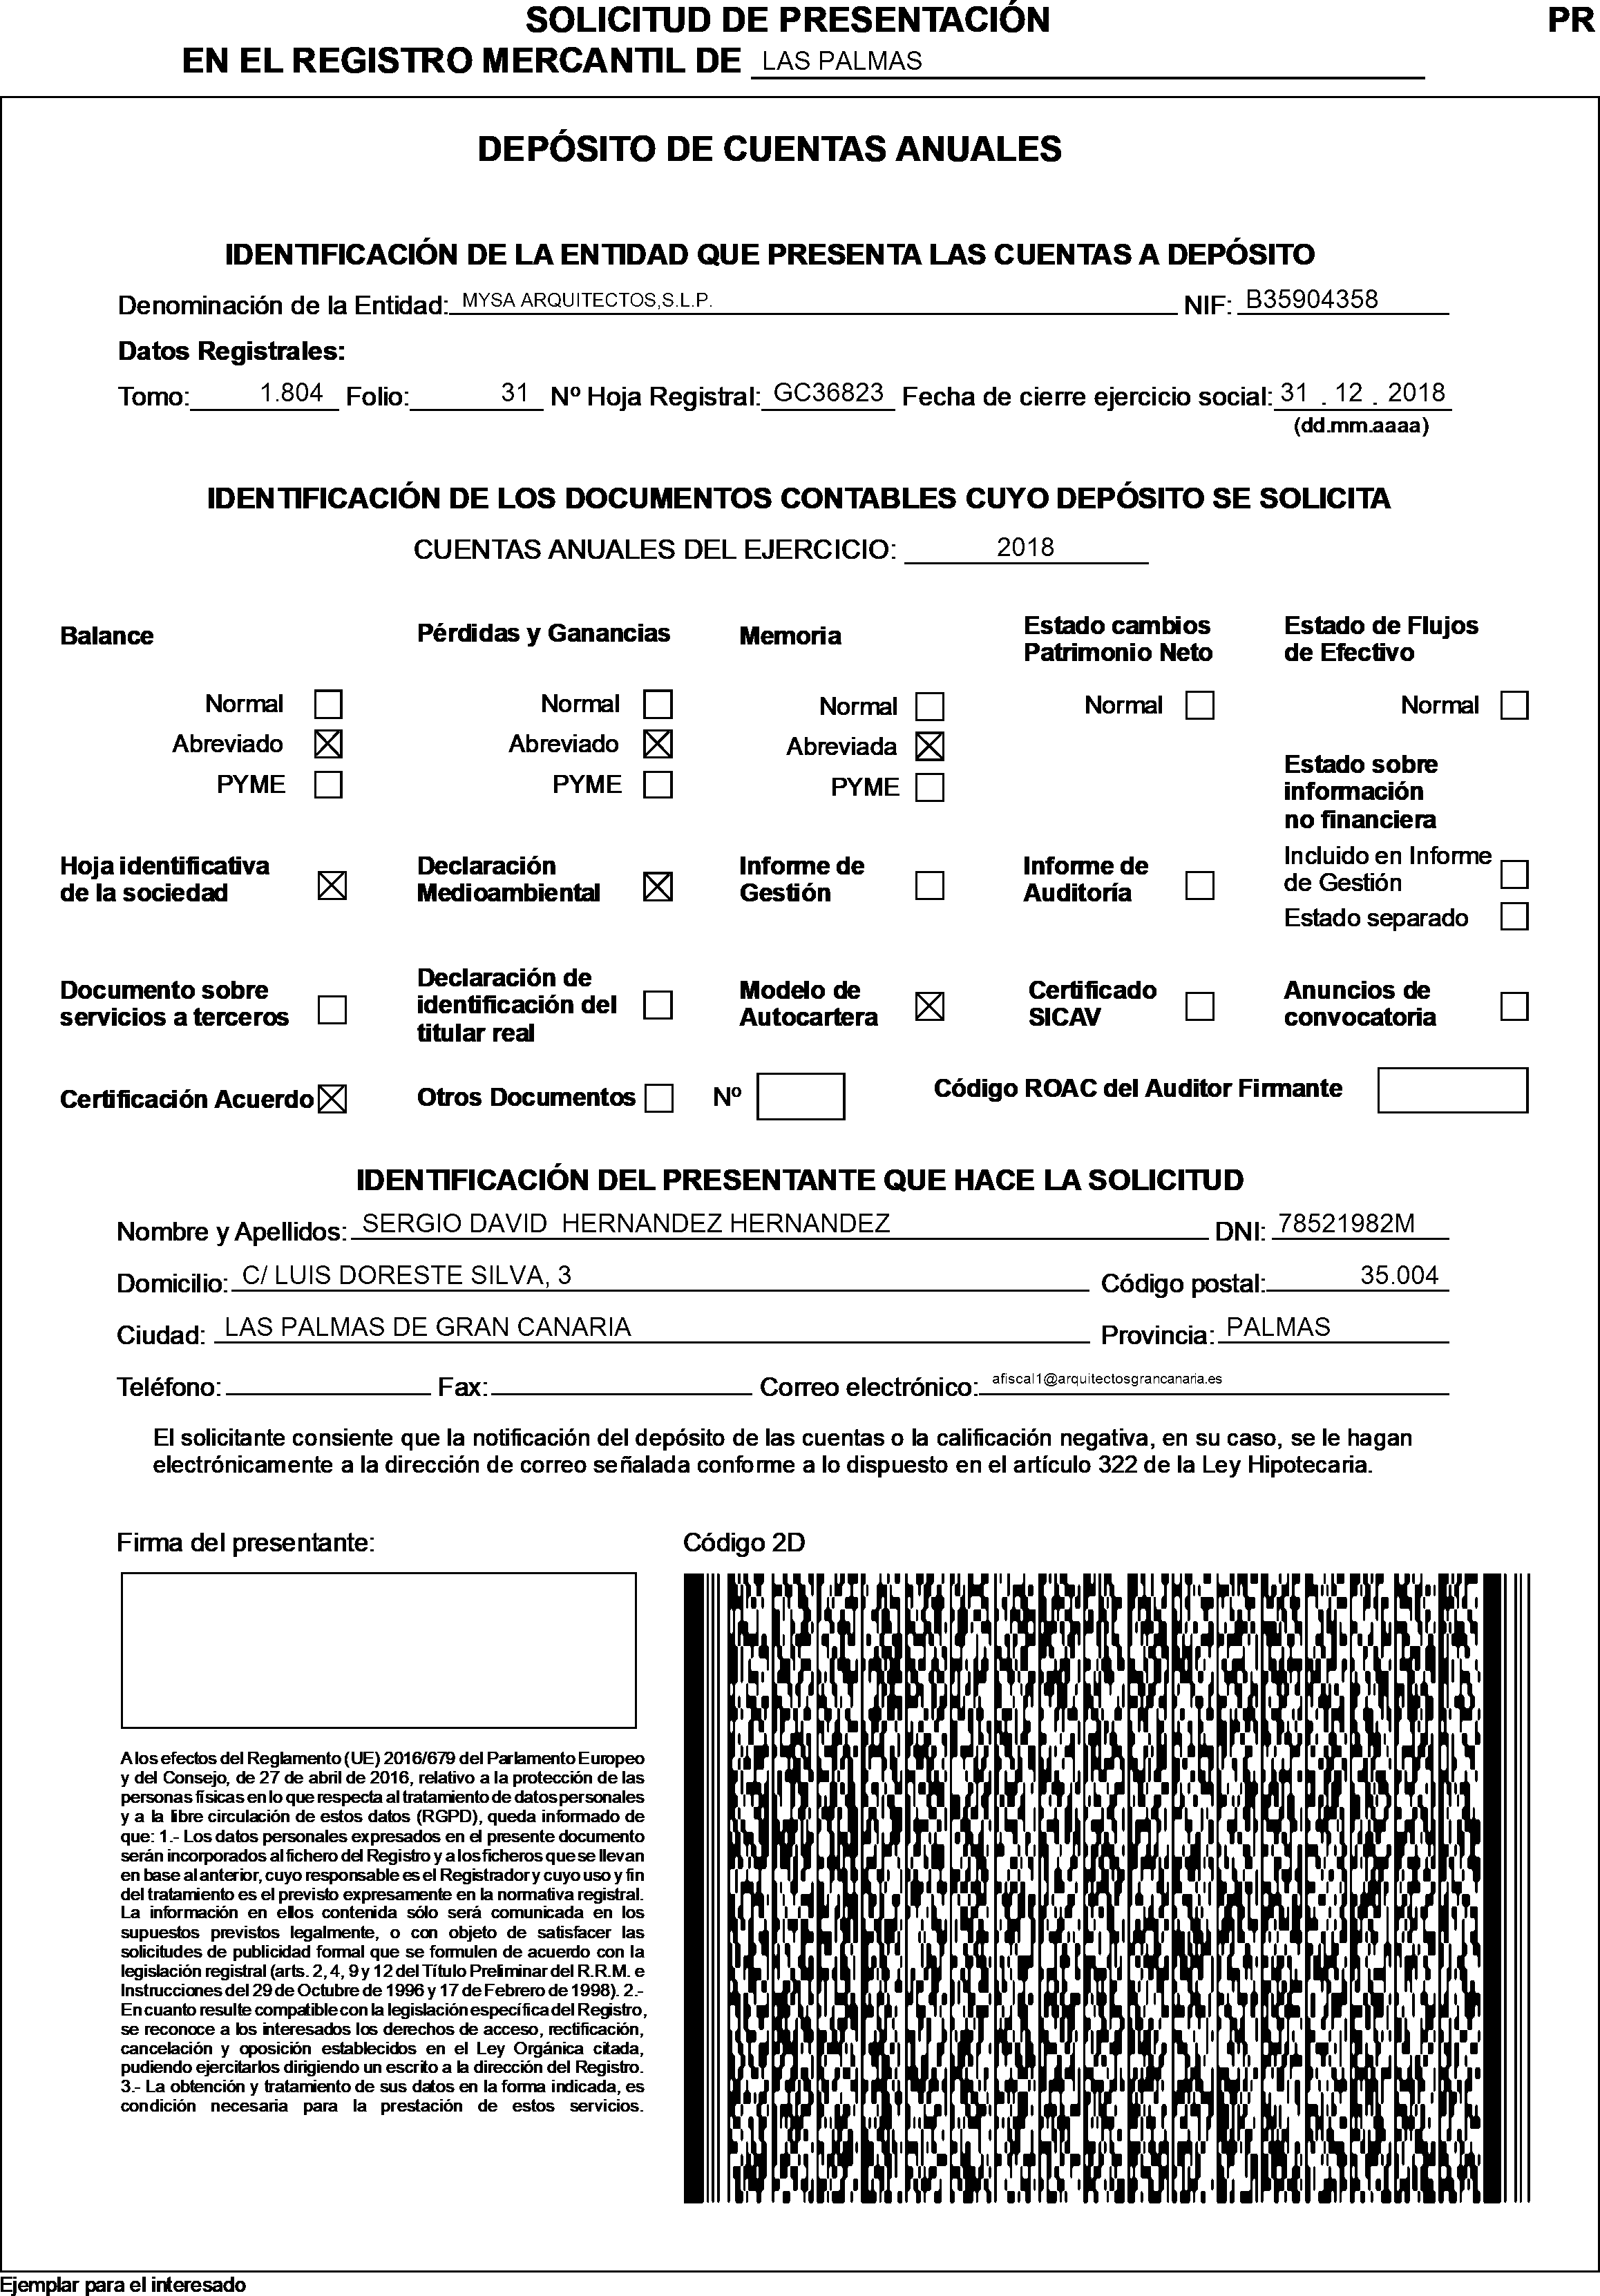 SOLICITUD DE PRESENTACIÓN PR
EN EL REGISTRO MERCANTIL DE LAS PALMAS
DEPÓSITO DE CUENTAS ANUALES
IDENTIFICACIÓN DE LA ENTIDAD QUE PRESENTA LAS CUENTAS A DEPÓSITO
Denominación de la Entidad: MYSA ARQUITECTOS,S.L.P. NIF: B35904358
Datos Registrales:
Tomo: 1.804 Folio: 31 Nº Hoja Registral: GC36823 Fecha de cierre ejercicio social: 31 . 12 . 2018
(dd.mm.aaaa)
IDENTIFICACIÓN DE LOS DOCUMENTOS CONTABLES CUYO DEPÓSITO SE SOLICITA
CUENTAS ANUALES DEL EJERCICIO: 2018
Balance Pérdidas y Ganancias Memoria Estado cambios Estado de Flujos
Patrimonio Neto de Efectivo
Normal Normal Normal Normal Normal
Abreviado Abreviado Abreviada
PYME PYME PYME
Estado sobre
información
no financiera
Hoja identificativa Declaración Informe de Informe de Incluido en Informe
de la sociedad Medioambiental Gestión Auditoría de Gestión
Estado separado
Documento sobre Declaración de Modelo de Certificado Anuncios de
servicios a terceros identificación del Autocartera SICAV convocatoria
titular real
Certificación Acuerdo Otros Documentos Nº Código ROAC del Auditor Firmante
IDENTIFICACIÓN DEL PRESENTANTE QUE HACE LA SOLICITUD
Nombre y Apellidos: SERGIO DAVID HERNANDEZ HERNANDEZ DNI: 78521982M
Domicilio: C/ LUIS DORESTE SILVA, 3 Código postal: 35.004
Ciudad: LAS PALMAS DE GRAN CANARIA Provincia: PALMAS
Teléfono: Fax: Correo electrónico: afiscal1@arquitectosgrancanaria.es
El solicitante consiente que la notificación del depósito de las cuentas o la calificación negativa, en su caso, se le hagan
electrónicamente a la dirección de correo señalada conforme a lo dispuesto en el artículo 322 de la Ley Hipotecaria.
Firma del presentante: Código 2D
A los efectos del Reglamento (UE) 2016/679 del Parlamento Europeo
y del Consejo, de 27 de abril de 2016, relativo a la protección de las
personas físicas en lo que respecta al tratamiento de datos personales
y a la libre circulación de estos datos (RGPD), queda informado de
que: 1.- Los datos personales expresados en el presente documento
serán incorporados al fichero del Registro y a los ficheros que se llevan
en base al anterior, cuyo responsable es el Registrador y cuyo uso y fin
del tratamiento es el previsto expresamente en la normativa registral.
La información en ellos contenida sólo será comunicada en los
supuestos previstos legalmente, o con objeto de satisfacer las
solicitudes de publicidad formal que se formulen de acuerdo con la
legislación registral (arts. 2, 4, 9 y 12 del Título Preliminar del R.R.M. e
Instrucciones del 29 de Octubre de 1996 y 17 de Febrero de 1998). 2.-
En cuanto resulte compatible con la legislación específica del Registro,
se reconoce a los interesados los derechos de acceso, rectificación,
cancelación y oposición establecidos en el Ley Orgánica citada,
pudiendo ejercitarlos dirigiendo un escrito a la dirección del Registro.
3.- La obtención y tratamiento de sus datos en la forma indicada, es
condición necesaria para la prestación de estos servicios.
Ejemplar para el interesado